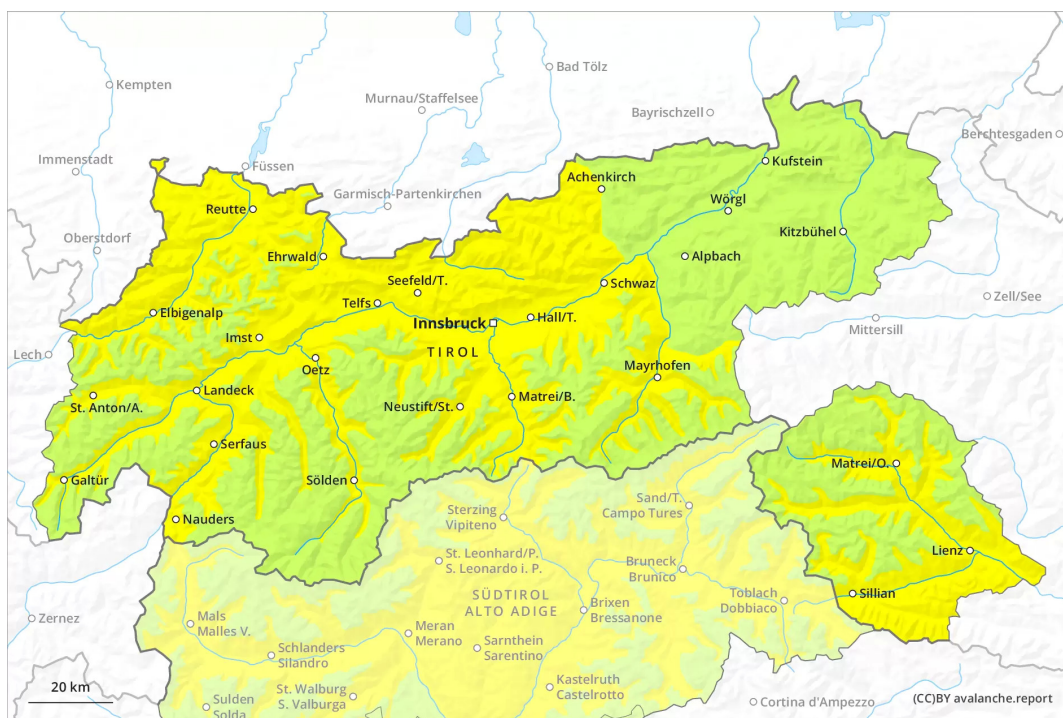 Kempten
Bad Tölz
Murnau/Staffelsee
Bayrischzell
Berchtesgaden
Immenstadt
Füssen
Kufstein
Garmisch-Partenkirchen
Achenkirch
Reutte
Wörgl
Kitzbühel
Oberstdorf
Ehrwald
Alpbach
Seefeld/T.
Schwaz
Zell/See
Telfs
Elbigenalp
Innsbruck
Hall/T.
Mittersill
Imst
Lech
TIROL
Oetz
Mayrhofen
Landeck
St. Anton/A.
Neustift/St.
Matrei/B.
Serfaus
Matrei/O.
Galtür
Sölden
Sand/T.
Campo Tures
Sterzing
Vipiteno
Nauders
Lienz
St. Leonhard/P.
S. Leonardo i. P.
Bruneck
Brunico
SÜDTIROL
ALTO ADIGE
Sillian
Toblach
Dobbiaco
Brixen
Bressanone
Zernez
Mals
Malles V.
Meran
Merano
Sarnthein
Sarentino
Schlanders
Silandro
Kastelruth
Castelrotto
20 km
St. Walburg
S. Valburga
Sulden
Solda
Cortina d'Ampezzo
(CC)BY avalanche.report